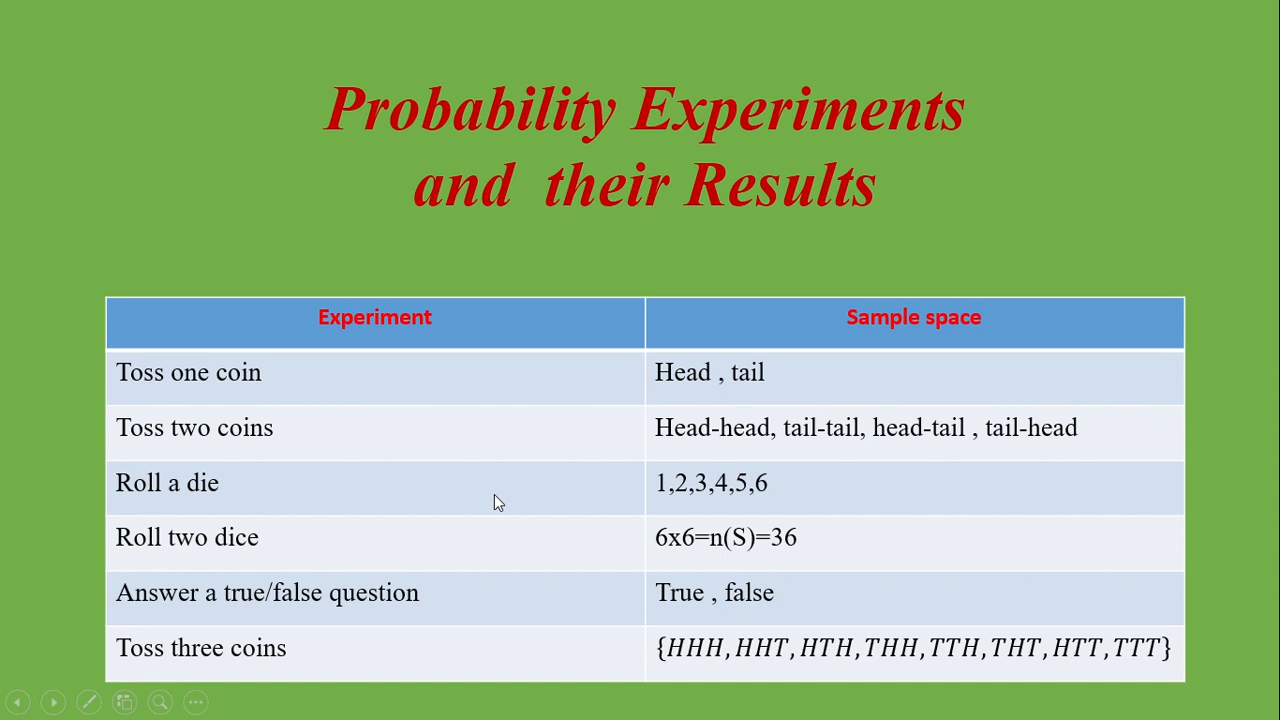 Probability Experiments
and their Results
Experiment
Sample space
Toss one coin
Head , tail
Toss two coins
Head-head, tail-tail, head-tail , tail-head
Roll a die
1,2,3,4,5,6
Roll two dice
6x6=n(S)=36
Answer a true/false question
True , false
Toss three coins
{HHH, HHT, HTH, THH, TTH, THT, HTT, TTT}